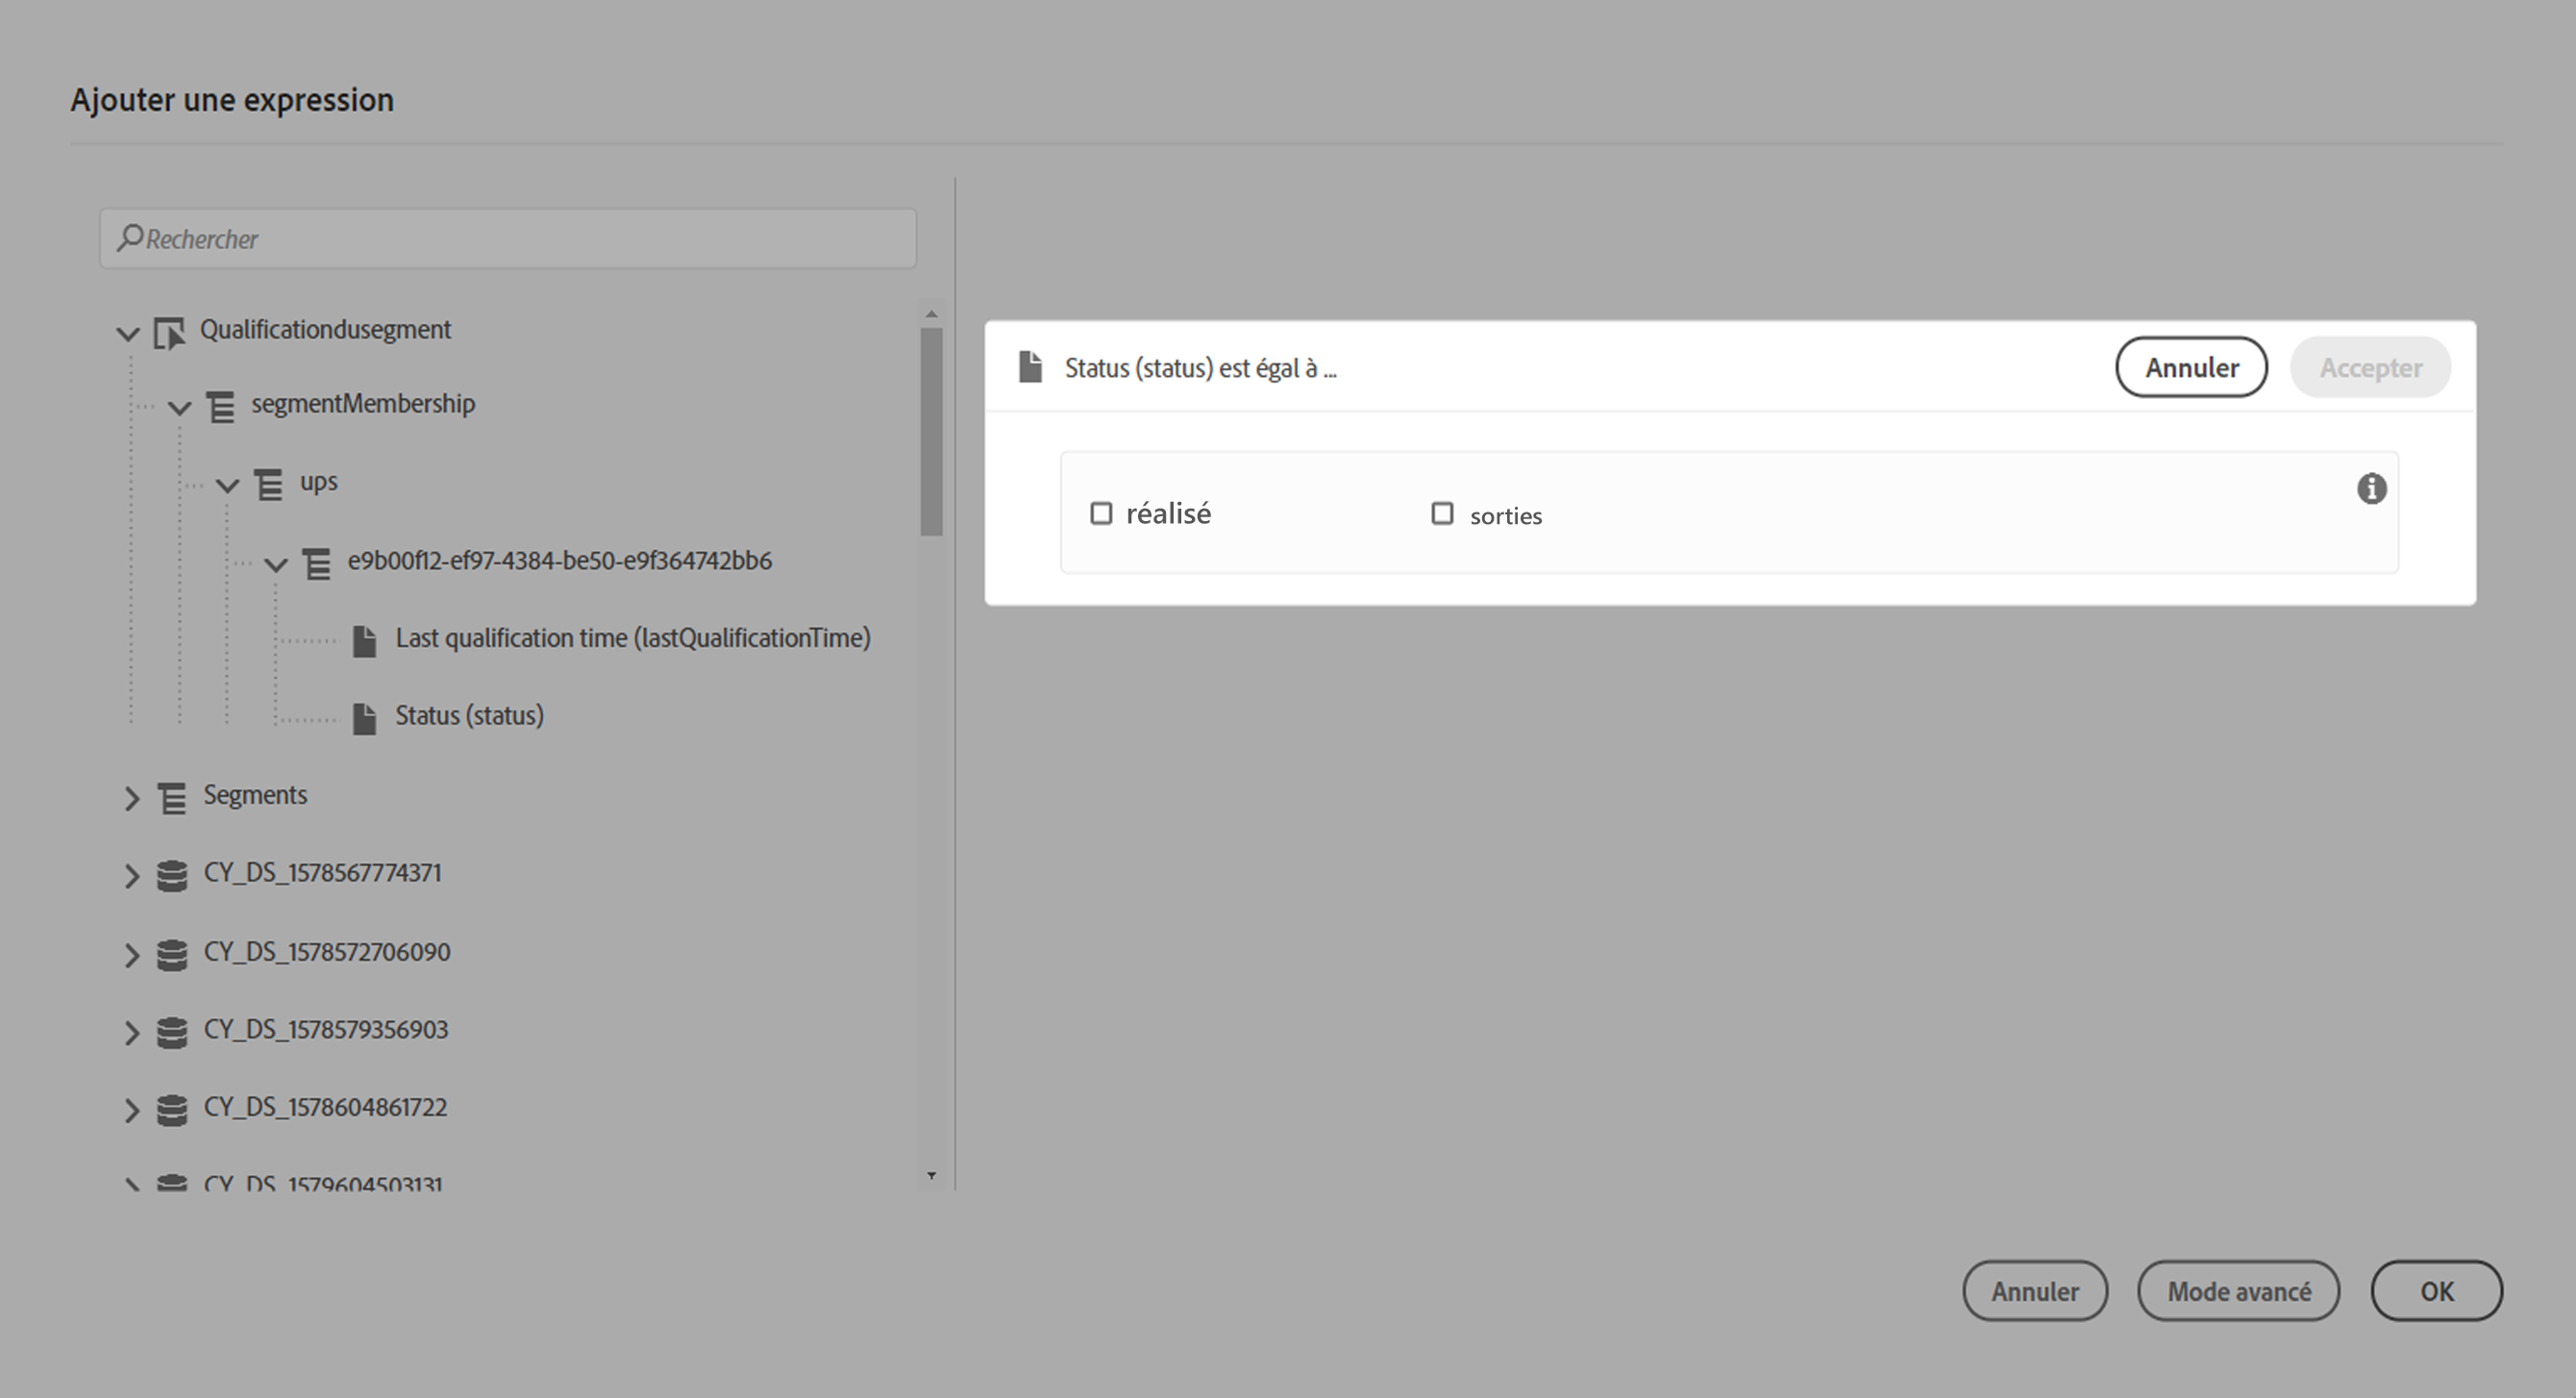 Ajouter une expression
Rechercher
Qualificationdusegment
segmentMembership
ups
e9b00f12-ef97-4384-be50-e9f364742bb6
Last qualification time (lastQualificationTime)
Status (status)
Segments
CY_DS_1578567774371
CY_DS_1578572706090
CY_DS_1578579356903
CY_DS_1578604861722
CY_DS_1579604503131
Status (status) est égal à ...
Annuler
Accepter
réalisé
sorties
Annuler
Mode avancé
OK